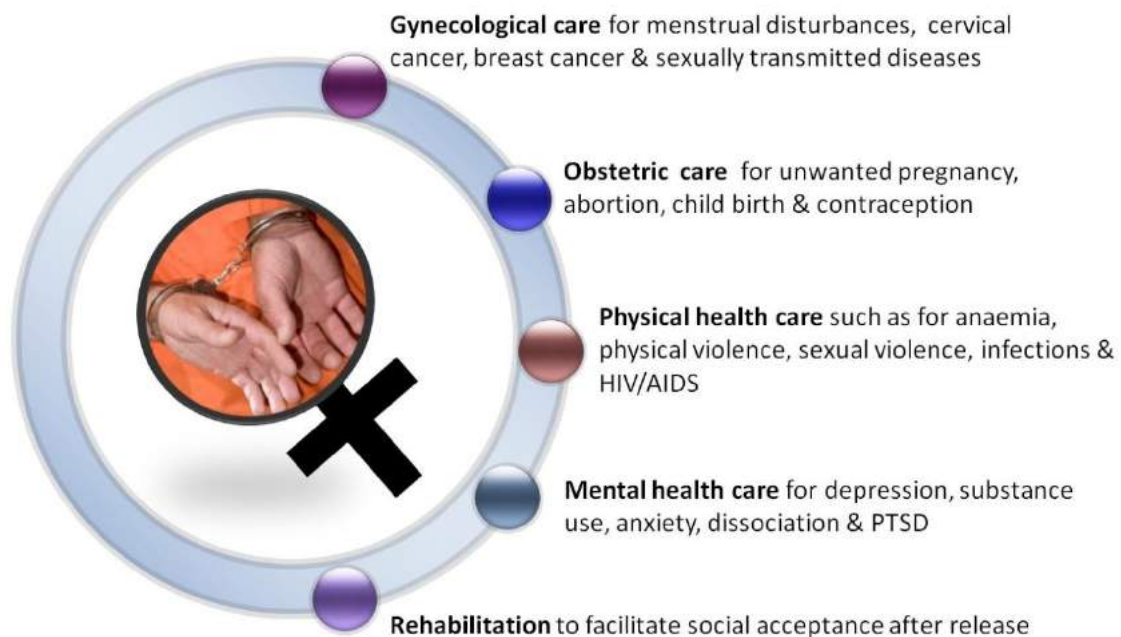 Gynecological care for menstrual disturbances, cervical
cancer, breast cancer & sexually transmitted diseases
Obstetric care for unwanted pregnancy,
abortion, child birth & contraception
Physical health care such as for anaemia,
physical violence, sexual violence, infections &
HIV/AIDS
Mental health care for depression, substance
use, anxiety, dissociation & PTSD
Rehabilitation to facilitate social acceptance after release